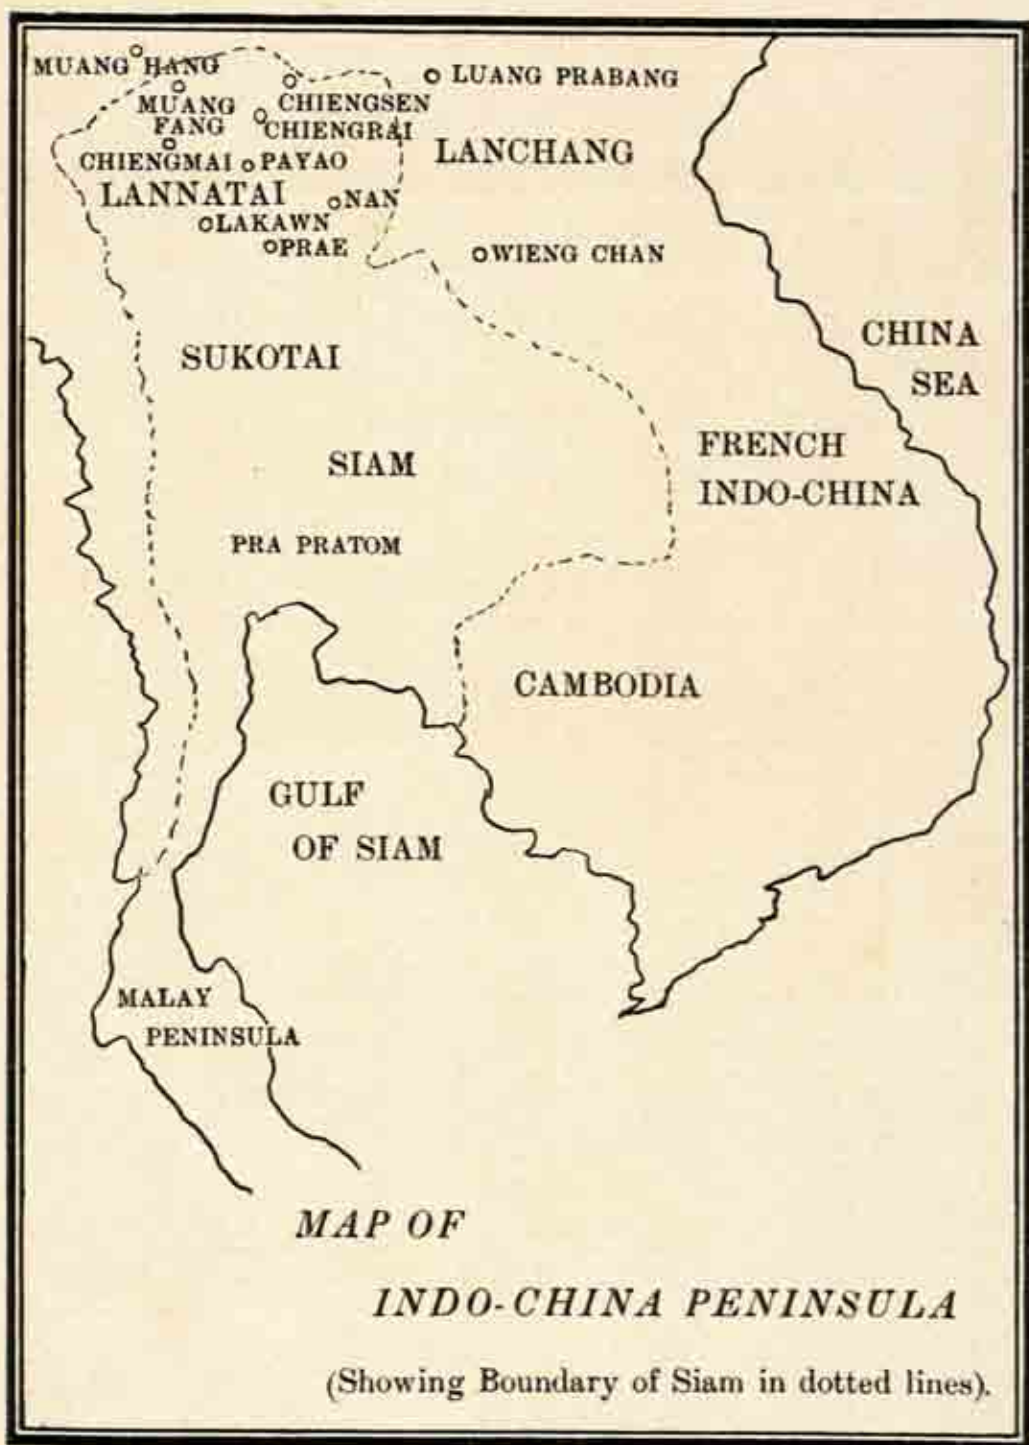 MUANG HANG
LUANG PRABANG
MUANG
FANG
CHIENGSEN
CHIENGRAI
LANCHANG
CHIENGMAI
PAYAO
LANNATAI
NAN
LAKAWN
PRAE
WIENG CHAN
SUKOTAI
CHINA
SEA
SIAM
FRENCH
INDO-CHINA
PRA PRATOM
CAMBODIA
GULF
OF SIAM
MALAY
PENINSULA
MAP OF
INDO-CHINA PENINSULA
(Showing Boundary of Siam in dotted lines).